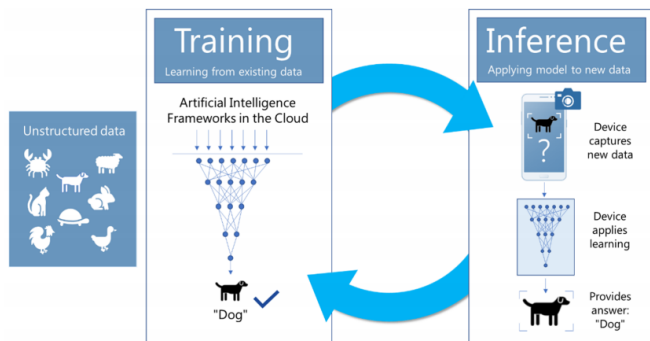 Unstructured data
Training
Learning from existing data
Artificial Intelligence
Frameworks in the Cloud
"Dog"
Inference
Applying model to new data
?
Device
captures
new data
Device
applies
learning
Provides
answer:
"Dog"